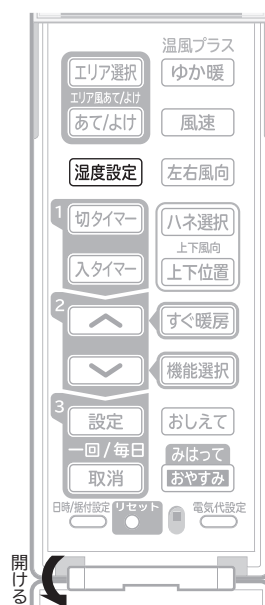 温風プラス
エリア選択 ゆか暖
エリア風あて/よけ
あて/よけ 風速
湿度設定 左右風向
1 切タイマー ハネ選択
上下風向
入タイマー 上下位置
2 すぐ暖房
機能選択
3 設定 おしえて
一回/毎日 みはって
取消 おやすみ
日時/据付設定 リセット 電気代設定
開ける